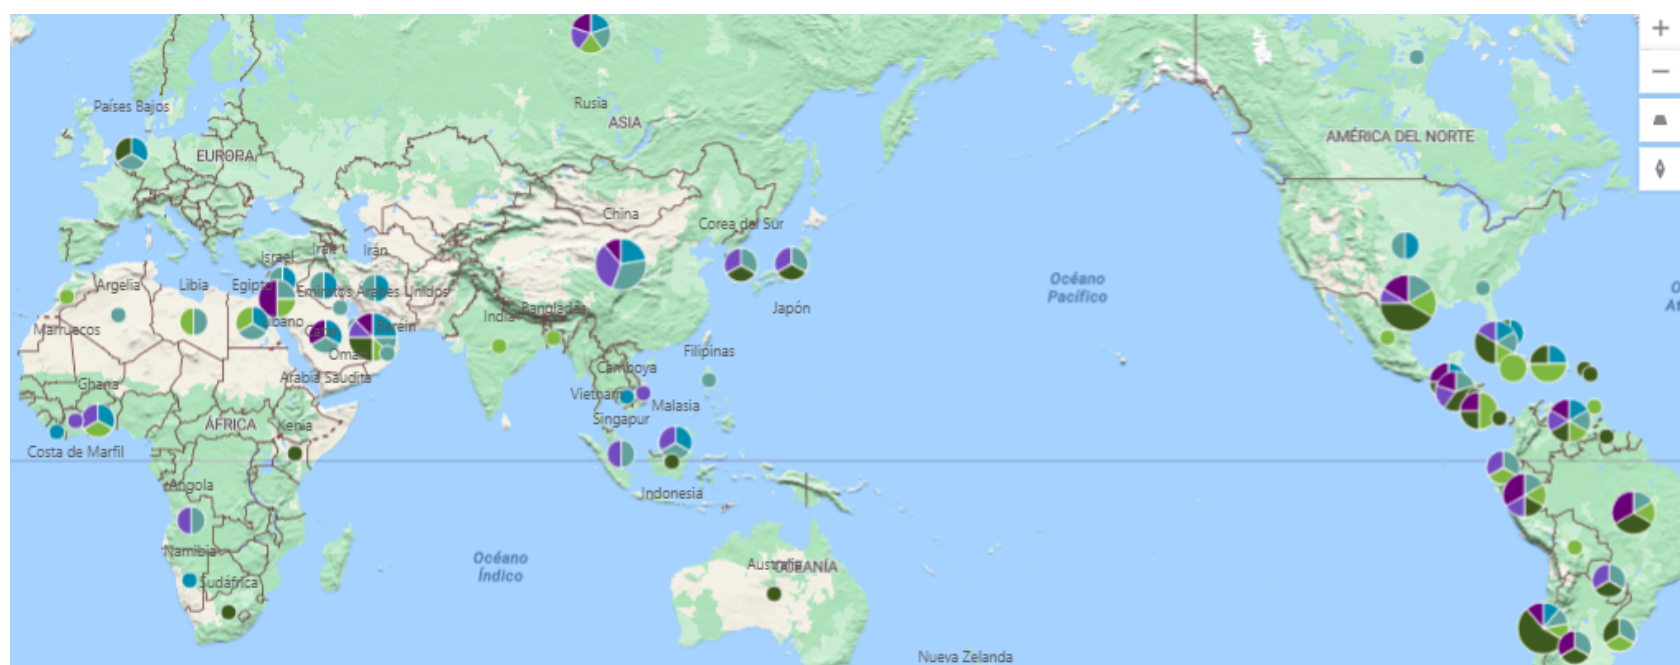 Países Bajos
Rusia
ASIA
AMÉRICA DEL NORTE
EUROPA
China
Corea del Sur
Israel
Irak
Irán
Argelia
Libia
Egipto
Emiratos Árabes Unidos
Océano
Pacífico
Marruecos
India
Bangladés
Japón
Baréin
Omán
Filipinas
Arabia Saudita
Camboya
Ghana
Vietnam
Malasia
Singapur
ÁFRICA
Kenia
Costa de Marfil
Angola
Indonesia
Namibia
Océano
Índico
Australia
OCEANÍA
Sudáfrica
Nueva Zelanda